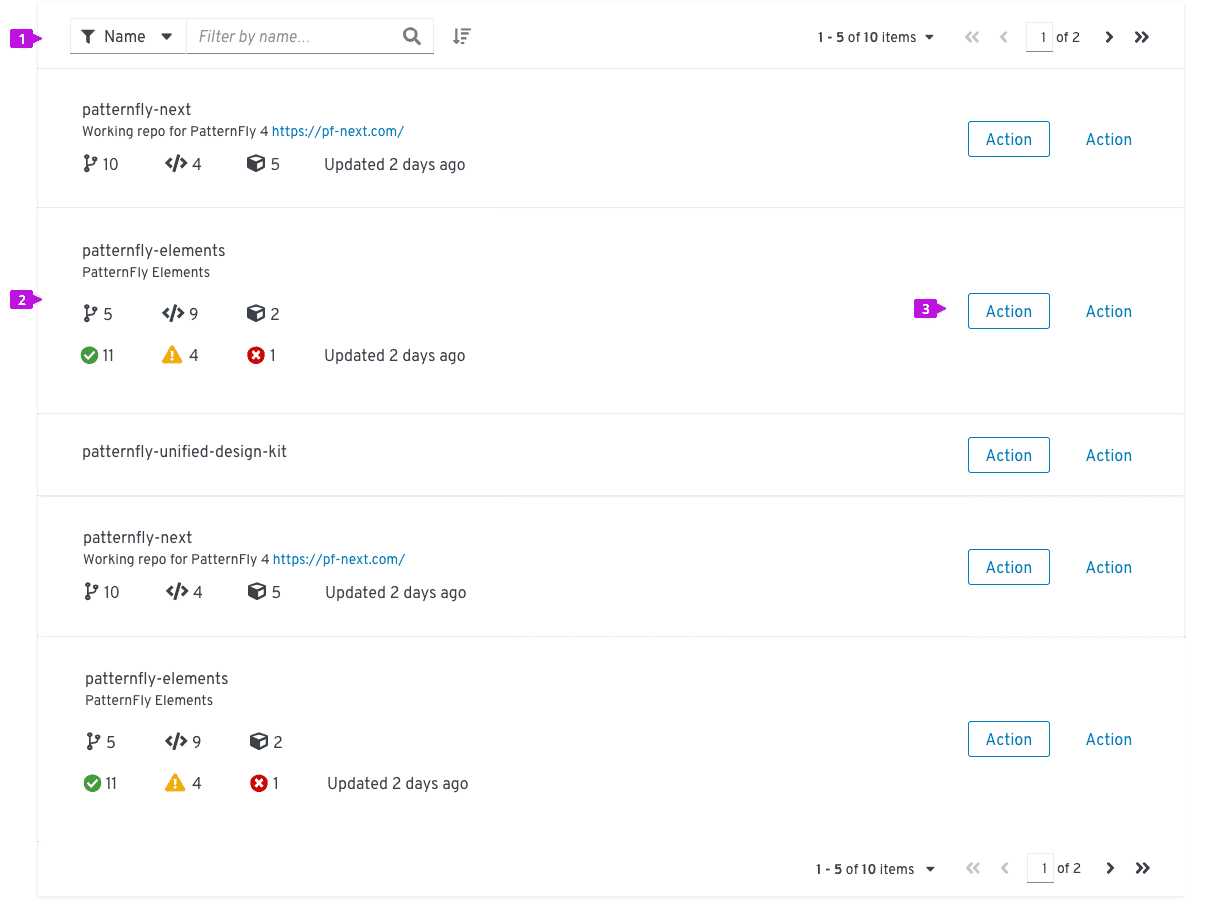 1 Name Filter by name... 1 - 5 of 10 items 1 of 2
patternfly-next
Working repo for PatternFly 4 https://pf-next.com/
Action Action
10 4 5 Updated 2 days ago
patternfly-elements
PatternFly Elements
2 5 9 2 3 Action Action
11 4 1 Updated 2 days ago
patternfly-unified-design-kit Action Action
patternfly-next
Working repo for PatternFly 4 https://pf-next.com/
Action Action
10 4 5 Updated 2 days ago
patternfly-elements
PatternFly Elements
5 9 2 Action Action
11 4 1 Updated 2 days ago
1 - 5 of 10 items 1 of 2